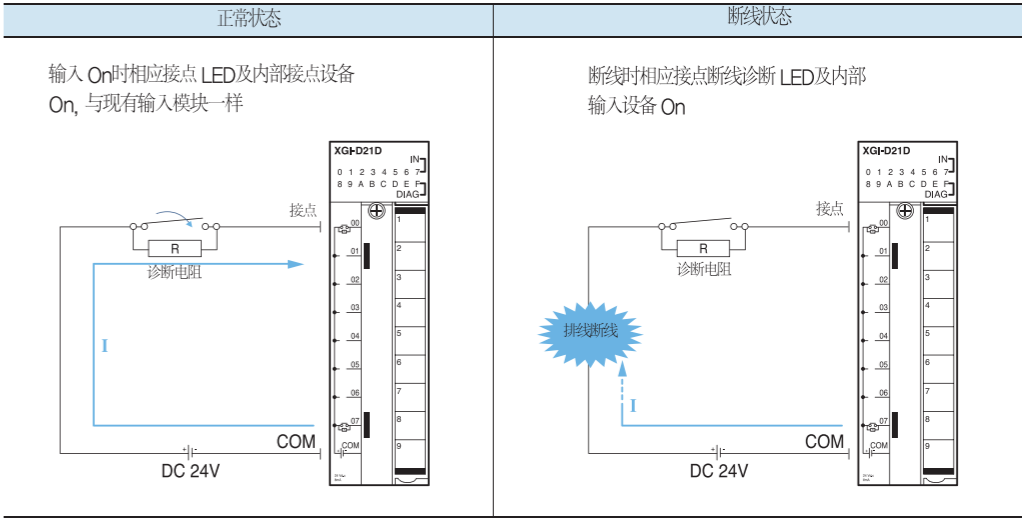 正常状态
断线状态
输入 On时相应接点 LED及内部接点设备
On, 与现有输入模块一样
XGI-D21D
IN
0 1 2 3 4 5 6 7
8 9 A B C D E F
DIAG
接点
R
诊断电阻
I
COM
DC 24V
00
01
02
03
04
05
06
07
COM
1
2
3
4
5
6
7
8
9
断线时相应接点断线诊断 LED及内部
输入设备 On
XGI-D21D
IN
0 1 2 3 4 5 6 7
8 9 A B C D E F
DIAG
接点
R
诊断电阻
排线断线
I
COM
DC 24V
00
01
02
03
04
05
06
07
COM
1
2
3
4
5
6
7
8
9